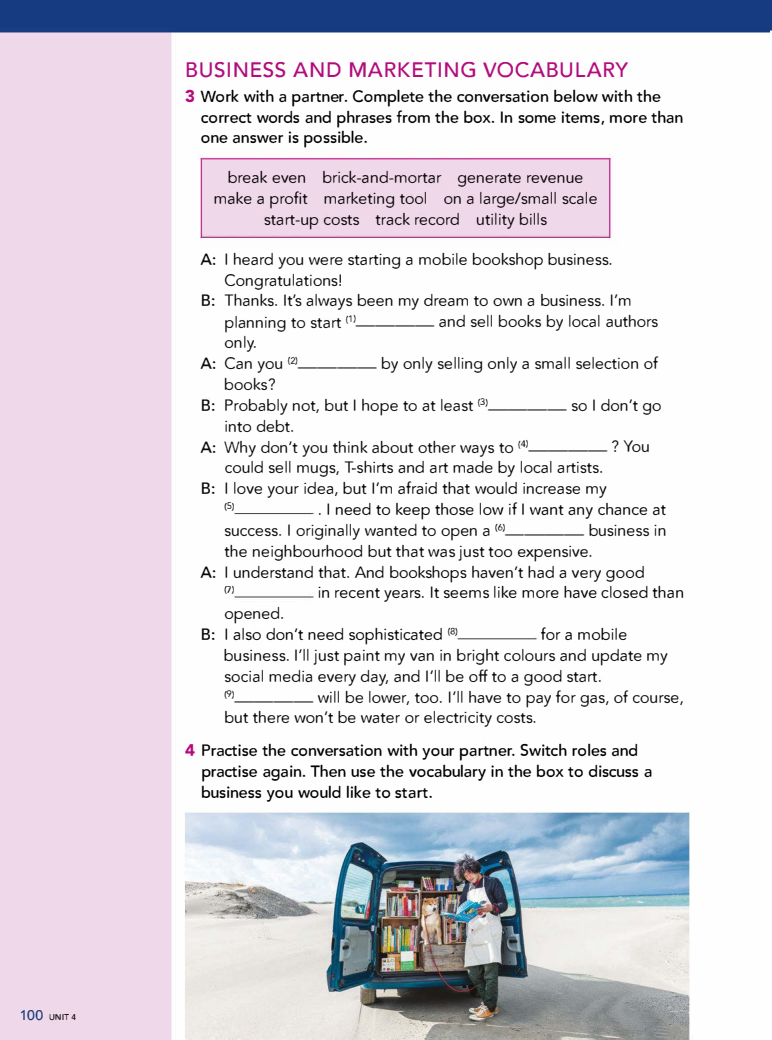 BUSINESS AND MARKETING VOCABULARY
3 Work with a partner. Complete the conversation below with the
correct words and phrases from the box. In some items, more than
one answer is possible.
break even brick-and-mortar generate revenue
make a profit marketing tool on a large/small scale
start-up costs track record utility bills
A: I heard you were starting a mobile bookshop business.
Congratulations!
B: Thanks. It's always been my dream to own a business. I'm
planning to start (1)________ and sell books by local authors
only.
A: Can you (2)________ by only selling only a small selection of
books?
B: Probably not, but I hope to at least (3)________ so I don't go
into debt.
A: Why don't you think about other ways to (4)________ ? You
could sell mugs, T-shirts and art made by local artists.
B: I love your idea, but I'm afraid that would increase my
(5)________ . I need to keep those low if I want any chance at
success. I originally wanted to open a (6)________ business in
the neighbourhood but that was just too expensive.
A: I understand that. And bookshops haven't had a very good
(7)________ in recent years. It seems like more have closed than
opened.
B: I also don't need sophisticated (8)________ for a mobile
business. I'll just paint my van in bright colours and update my
social media every day, and I'll be off to a good start.
(9)________ will be lower, too. I'll have to pay for gas, of course,
but there won't be water or electricity costs.
4 Practise the conversation with your partner. Switch roles and
practise again. Then use the vocabulary in the box to discuss a
business you would like to start.
100 UNIT 4